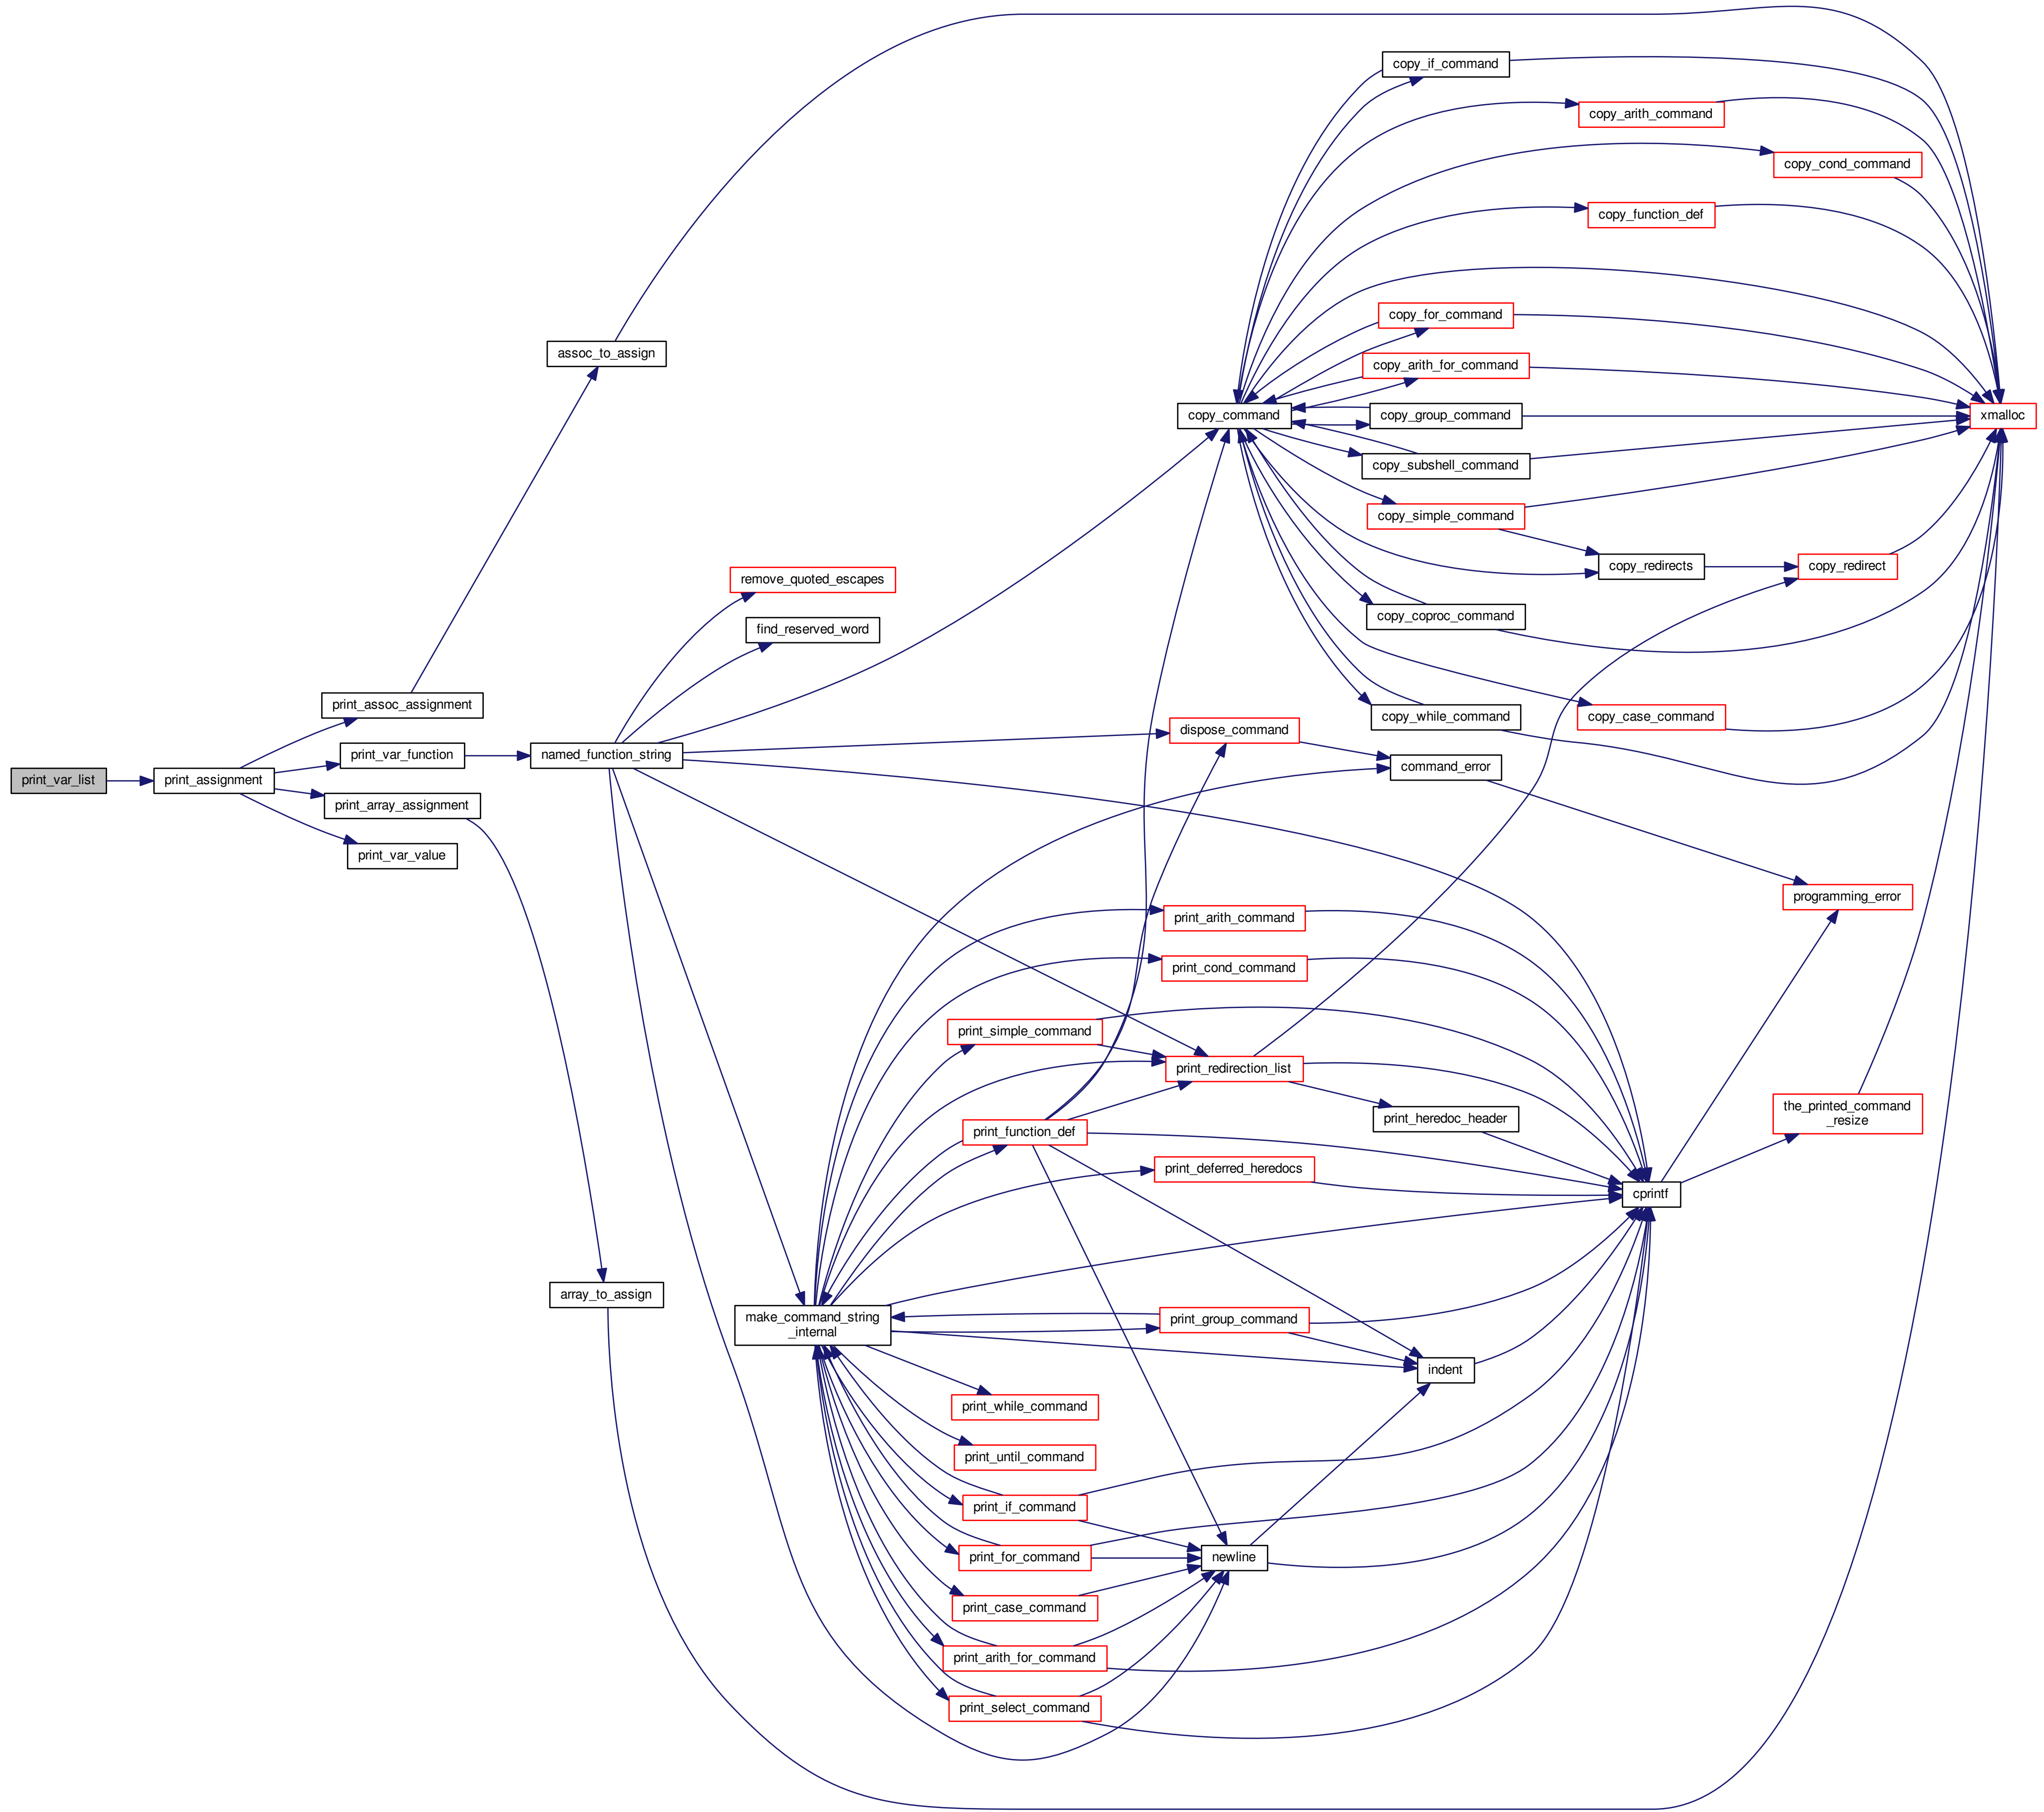 print_var_list
print_assignment
print_assoc_assignment
print_var_function
print_array_assignment
print_var_value
assoc_to_assign
named_function_string
array_to_assign
remove_quoted_escapes
find_reserved_word
make_command_string
_internal
print_simple_command
print_function_def
print_while_command
print_until_command
print_if_command
print_for_command
print_case_command
print_arith_for_command
print_select_command
copy_command
dispose_command
print_arith_command
print_cond_command
print_redirection_list
print_deferred_heredocs
print_group_command
newline
copy_if_command
copy_for_command
copy_arith_for_command
copy_group_command
copy_subshell_command
copy_simple_command
copy_coproc_command
copy_while_command
command_error
print_heredoc_header
indent
copy_arith_command
copy_function_def
copy_redirects
copy_case_command
cprintf
copy_cond_command
copy_redirect
programming_error
the_printed_command
_resize
xmalloc